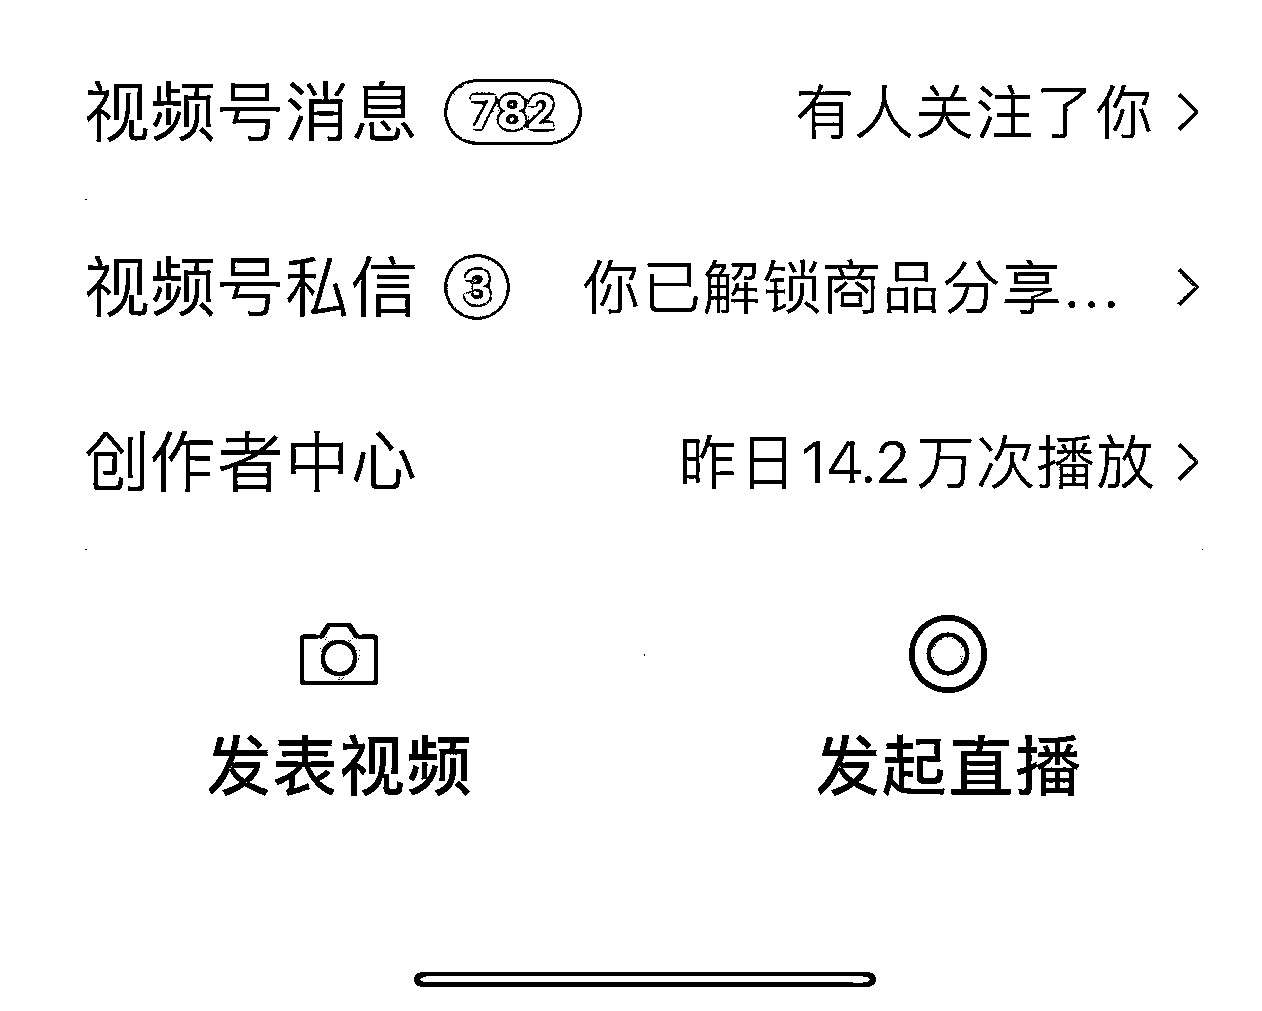 视频号消息 782 有人关注了你
视频号私信 3 你已解锁商品分享...
创作者中心 昨日14.2万次播放
发表视频 发起直播